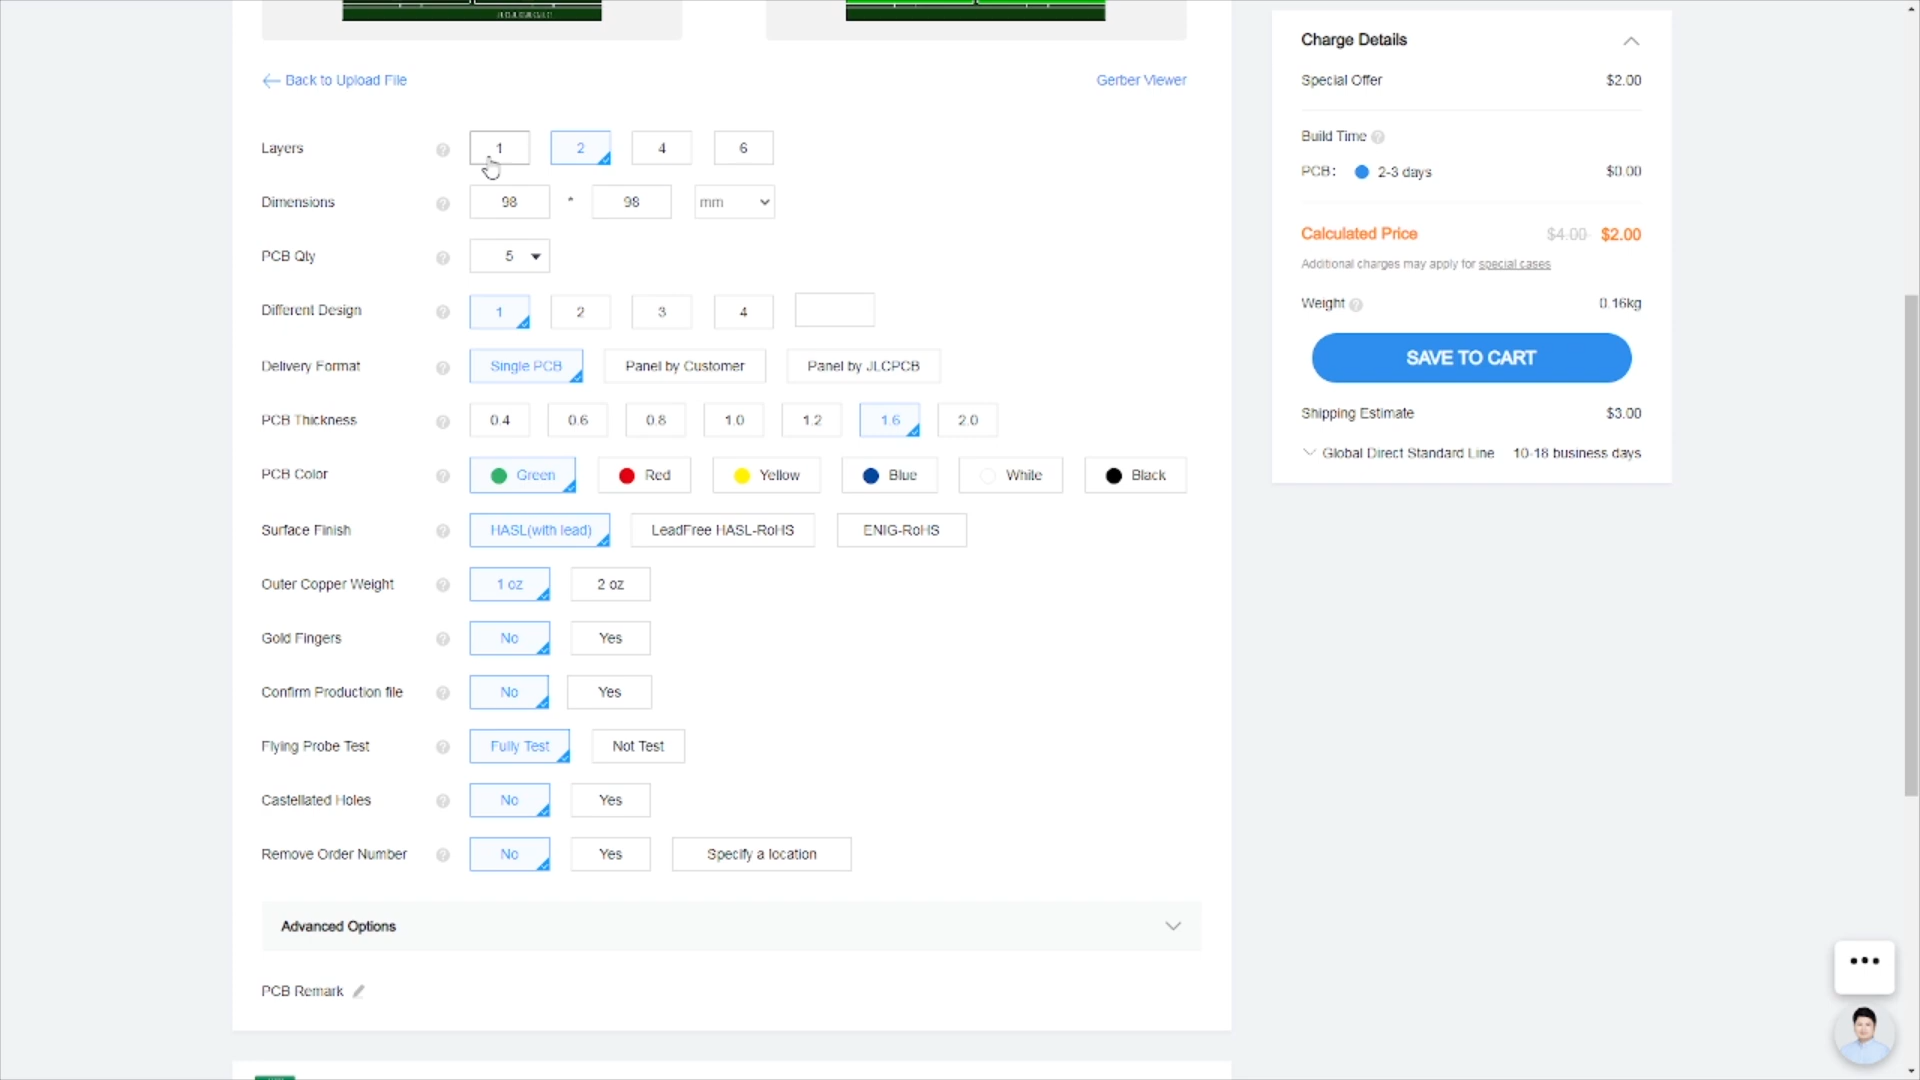 Back to Upload File Gerber Viewer
Layers 1 2 4 6
Dimensions 98 * 98 mm
PCB Qty 5
Different Design 1 2 3 4
Delivery Format Single PCB Panel by Customer Panel by JLCPCB
PCB Thickness 0.4 0.6 0.8 1.0 1.2 1.6 2.0
PCB Color Green Red Yellow Blue White Black
Surface Finish HASL(with lead) LeadFree HASL-RoHS ENIG-RoHS
Outer Copper Weight 1 oz 2 oz
Gold Fingers No Yes
Confirm Production file No Yes
Flying Probe Test Fully Test Not Test
Castellated Holes No Yes
Remove Order Number No Yes Specify a location
Advanced Options
PCB Remark
Charge Details
Special Offer $2.00
Build Time
PCB: 2-3 days $0.00
Calculated Price $4.00 $2.00
Additional charges may apply for special cases
Weight 0.16kg
SAVE TO CART
Shipping Estimate $3.00
Global Direct Standard Line 10-18 business days